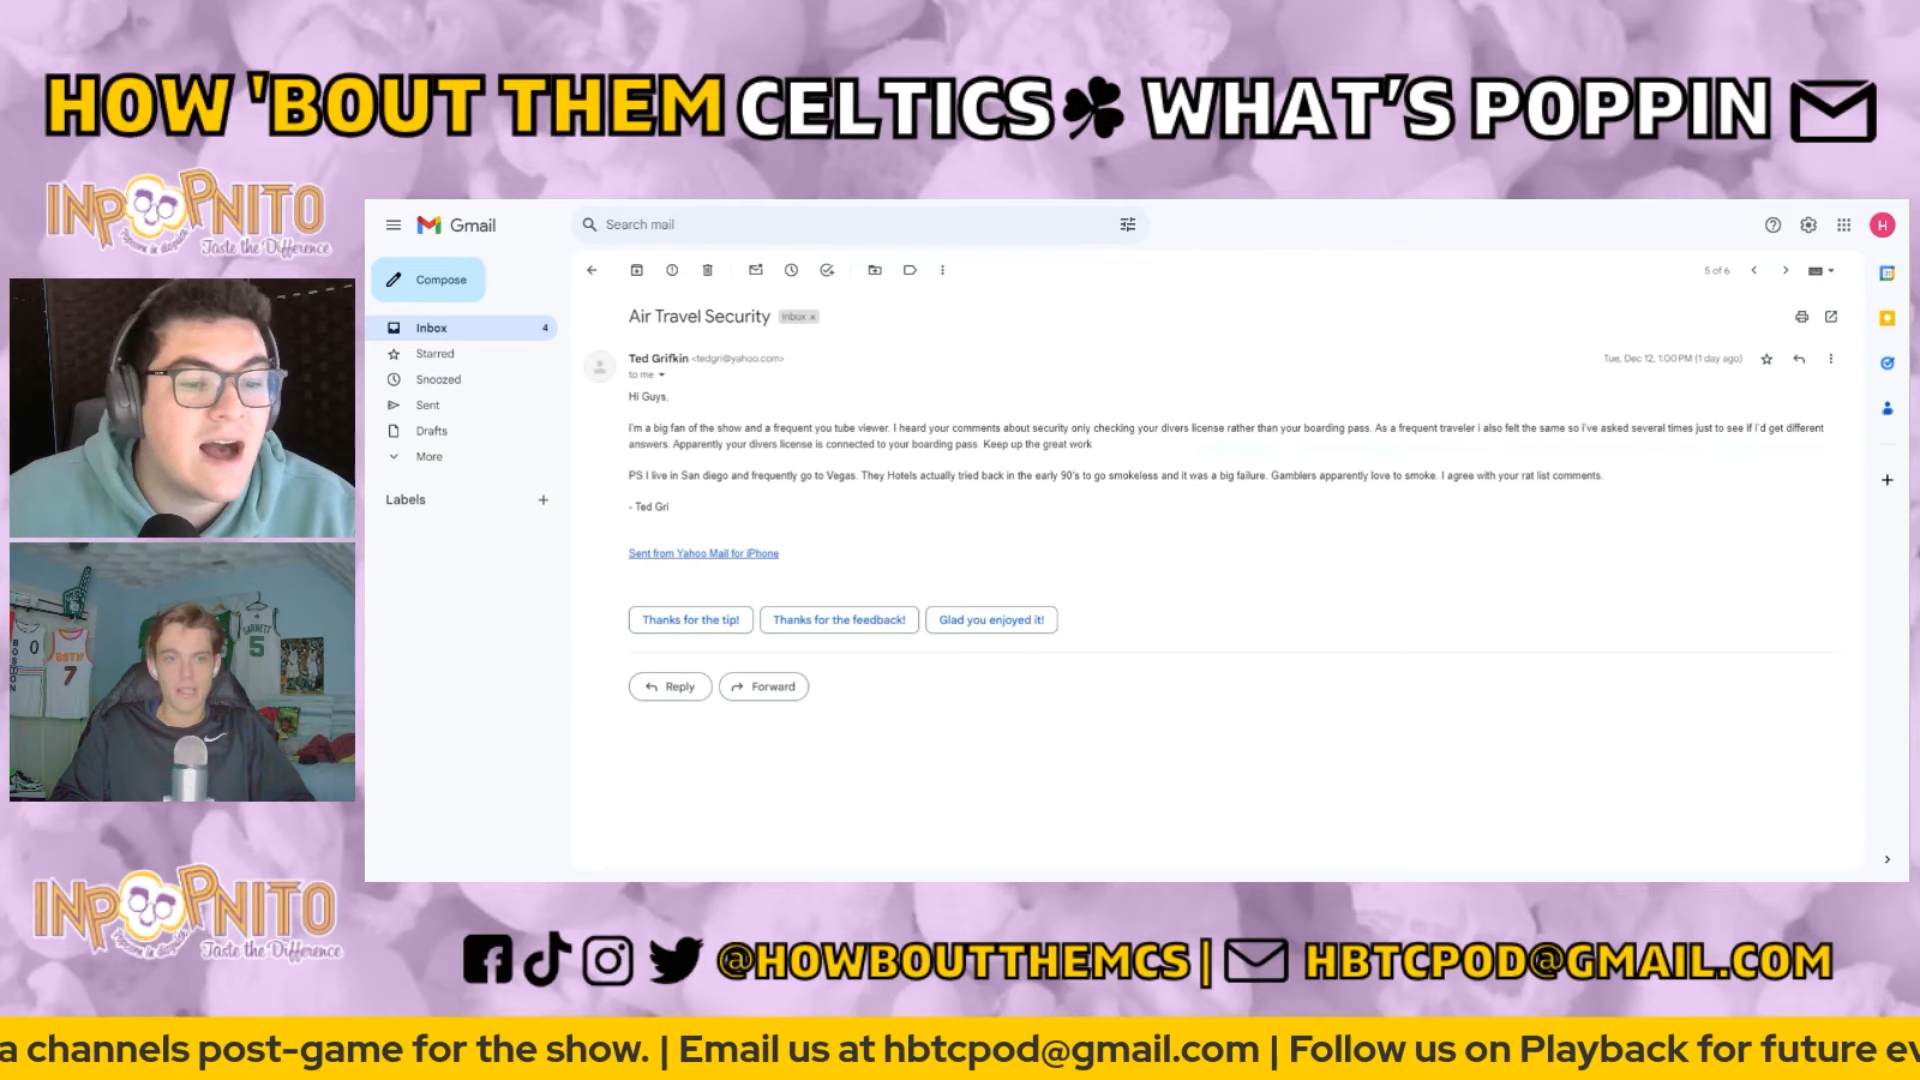 HOW 'BOUT THEM CELTICS WHAT'S POPPIN
INPOPNITO
Taste the Difference
Gmail
Search mail
H
Compose
5 of 6
Inbox 4
Air Travel Security Inbox x
Starred
Ted Grifkin <tedgri@yahoo.com>
Tue, Dec 12, 1:00 PM (1 day ago)
to me
Snoozed
Hi Guys,
Sent
I'm a big fan of the show and a frequent you tube viewer. I heard your comments about security only checking your divers license rather than your boarding pass. As a frequent traveler i also felt the same so i've asked several times just to see if I'd get different
Drafts
answers. Apparently your divers license is connected to your boarding pass. Keep up the great work
More
PS I live in San diego and frequently go to Vegas. They Hotels actually tried back in the early 90's to go smokeless and it was a big failure. Gamblers apparently love to smoke. I agree with your rat list comments.
Labels
- Ted Gri
Sent from Yahoo Mail for iPhone
Thanks for the tip! Thanks for the feedback! Glad you enjoyed it!
Reply Forward
BOSTON
0
BSTN
7
GARNETT
5
INPOPNITO
Taste the Difference
@HOWBOUTTHEMCS | HBTCPOD@GMAIL.COM
a channels post-game for the show. | Email us at hbtcpod@gmail.com | Follow us on Playback for future ev